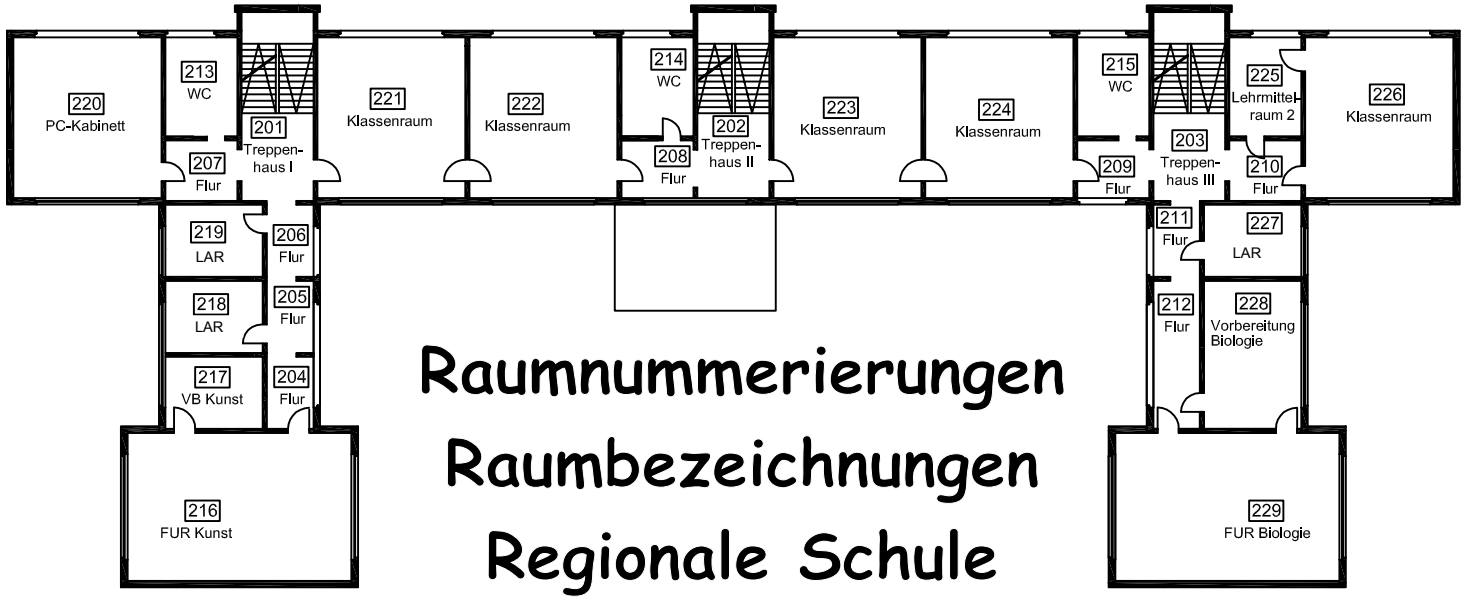 220
PC-Kabinett
213
WC
201
Treppen-
haus I
207
Flur
221
Klassenraum
222
Klassenraum
214
WC
202
Treppen-
haus II
208
Flur
223
Klassenraum
224
Klassenraum
215
WC
203
Treppen-
haus III
209
Flur
225
Lehrmittel-
raum 2
210
Flur
226
Klassenraum
219
LAR
206
Flur
218
LAR
205
Flur
217
VB Kunst
204
Flur
216
FUR Kunst
211
Flur
227
LAR
212
Flur
228
Vorbereitung
Biologie
229
FUR Biologie
Raumnummerierungen
Raumbezeichnungen
Regionale Schule